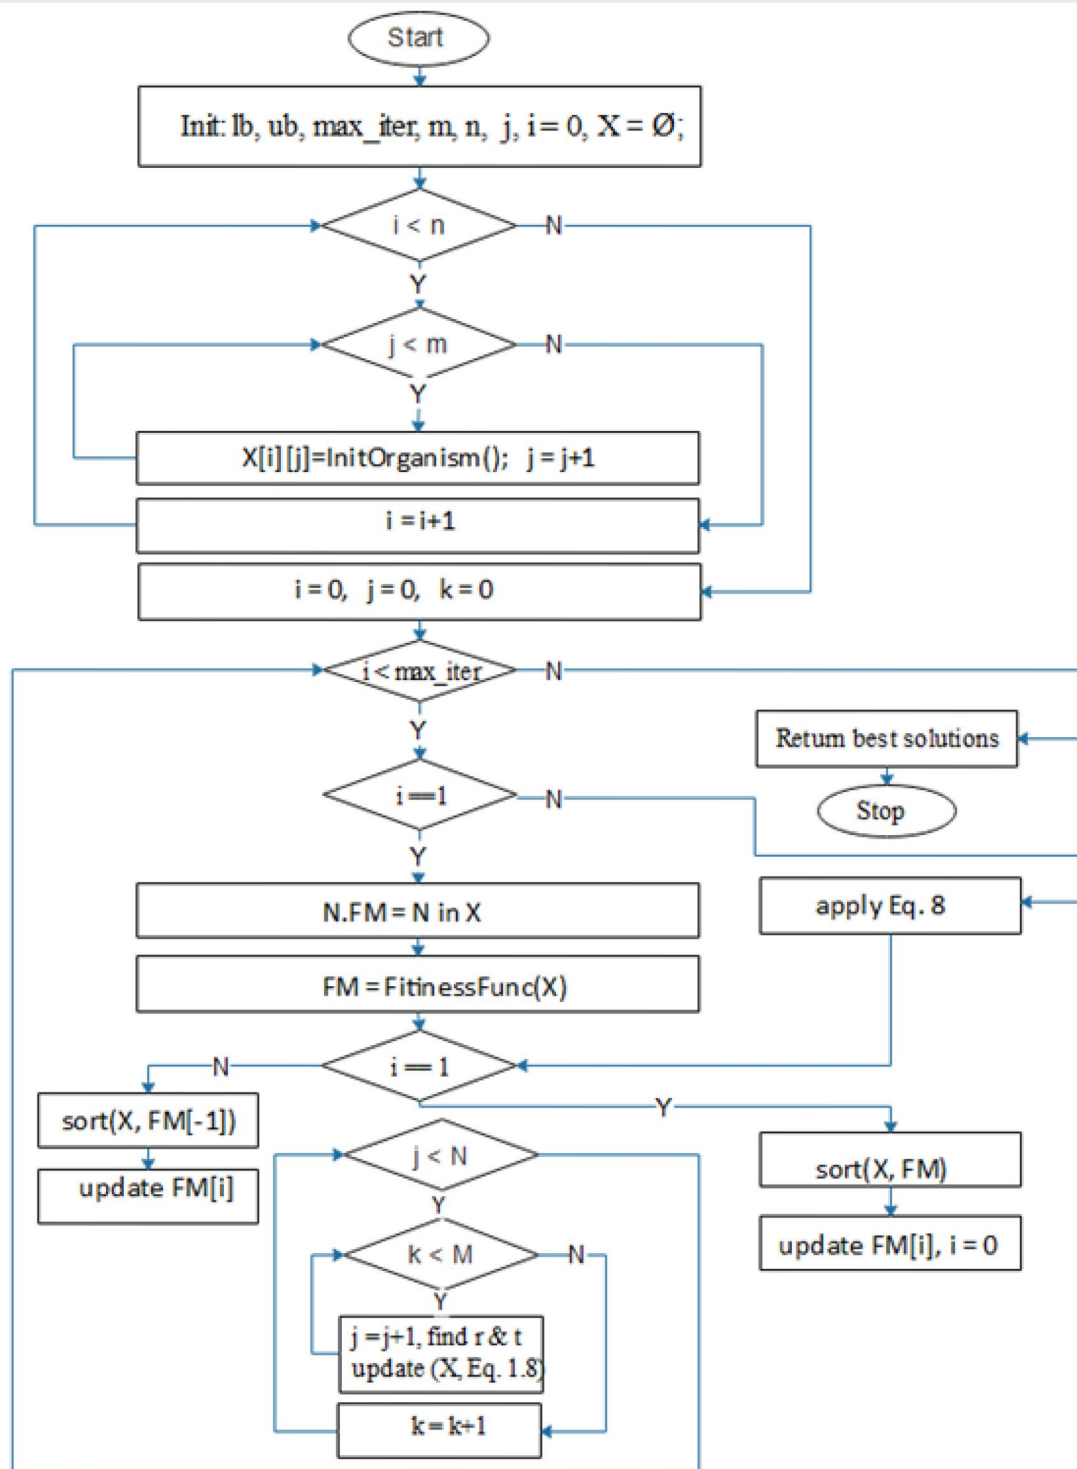 Start
Init: lb, ub, max_iter, m, n, j, i = 0, X = Ø;
i < n
N
Y
j < m
N
Y
X[i][j]=InitOrganism(); j = j+1
i = i+1
i = 0, j = 0, k = 0
i < max_iter
N
Y
Return best solutions
i ==1
N
Stop
Y
N.FM = N in X
apply Eq. 8
FM = FitinessFunc(X)
i == 1
N
Y
sort(X, FM[-1])
j < N
sort(X, FM)
update FM[i]
Y
k < M
N
update FM[i], i = 0
Y
j = j+1, find r & t
update (X, Eq. 1.8)
k = k+1